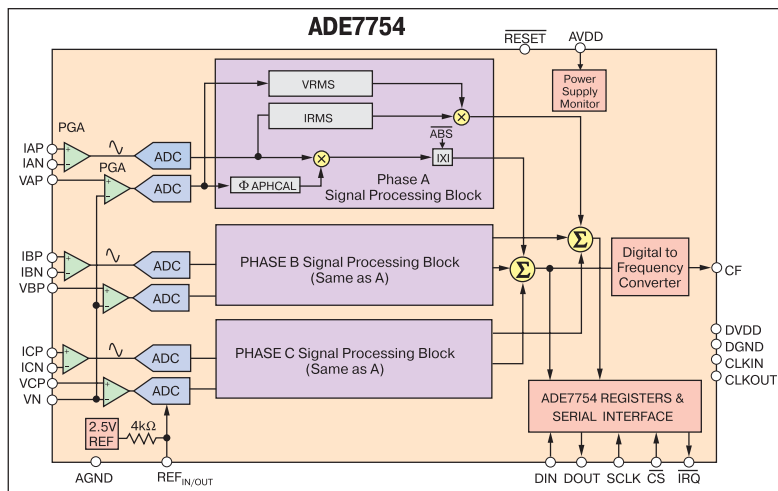 ADE7754
RESET
AVDD
Power
Supply
Monitor
VRMS
IRMS
ABS
PGA
IAP
IAN
ADC
×
|X|
PGA
VAP
ADC
Φ APHCAL
×
Phase A
Signal Processing Block
IBP
IBN
VBP
ADC
ADC
PHASE B Signal Processing Block
(Same as A)
Σ
Σ
Digital to
Frequency
Converter
CF
DVDD
DGND
CLKIN
CLKOUT
ICP
ICN
VCP
VN
ADC
ADC
PHASE C Signal Processing Block
(Same as A)
2.5V
REF
4kΩ
ADE7754 REGISTERS &
SERIAL INTERFACE
AGND
REF IN/OUT
DIN
DOUT
SCLK
CS
IRQ